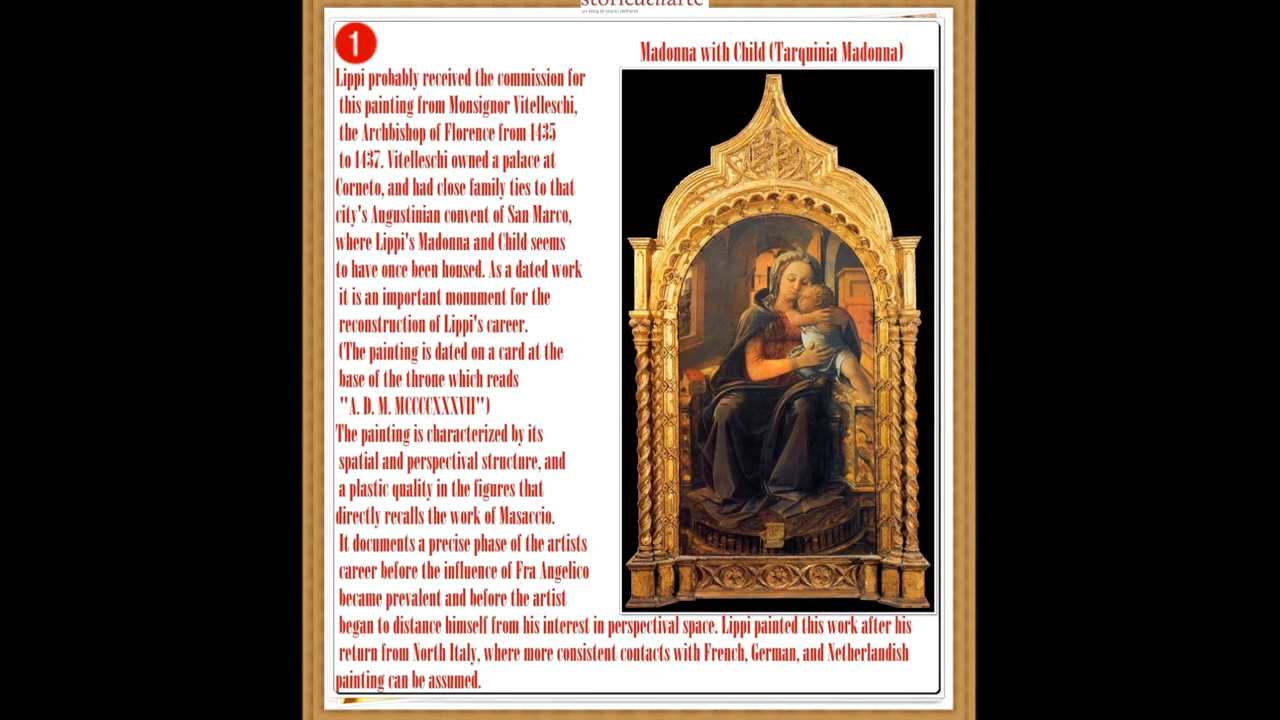 storicadellarte
un blog di storici dell'arte
1
Madonna with Child (Tarquinia Madonna)
Lippi probably received the commission for
this painting from Monsignor Vitelleschi,
the Archbishop of Florence from 1435
to 1437. Vitelleschi owned a palace at
Corneto, and had close family ties to that
city's Augustinian convent of San Marco,
where Lippi's Madonna and Child seems
to have once been housed. As a dated work
it is an important monument for the
reconstruction of Lippi's career.
(The painting is dated on a card at the
base of the throne which reads
"A. D. M. MCCCCXXXVII")
The painting is characterized by its
spatial and perspectival structure, and
a plastic quality in the figures that
directly recalls the work of Masaccio.
It documents a precise phase of the artists
career before the influence of Fra Angelico
became prevalent and before the artist
began to distance himself from his interest in perspectival space. Lippi painted this work after his
return from North Italy, where more consistent contacts with French, German, and Netherlandish
painting can be assumed.